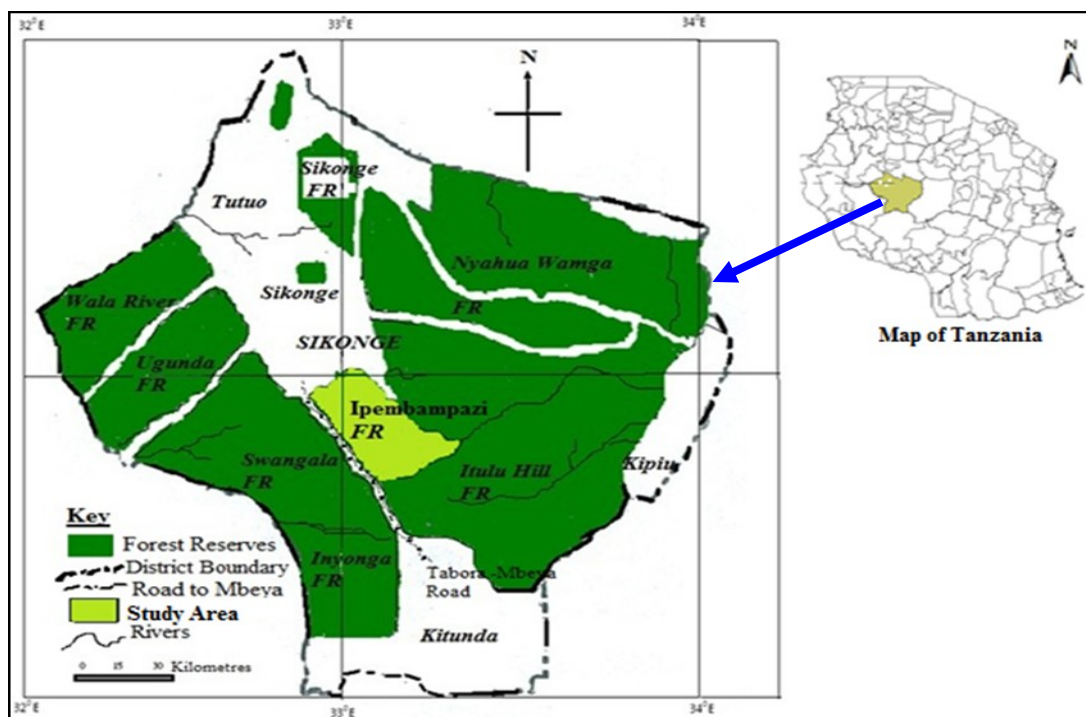 32°E
33°E
34°E
N
N
Sikonge
FR
Tutuo
Nyahua Wamga
FR
Sikonge
Wala River
FR
SIKONGE
Ugunda
FR
Ipembampazi
FR
Swangala
FR
Itulu Hill
FR
Kipiu
Inyonga
FR
Tabora -Mbeya
Road
Kitunda
Map of Tanzania
Key
Forest Reserves
District Boundary
Road to Mbeya
Study Area
Rivers
0 15 30 Kilometres
32°E
33°E
34°E